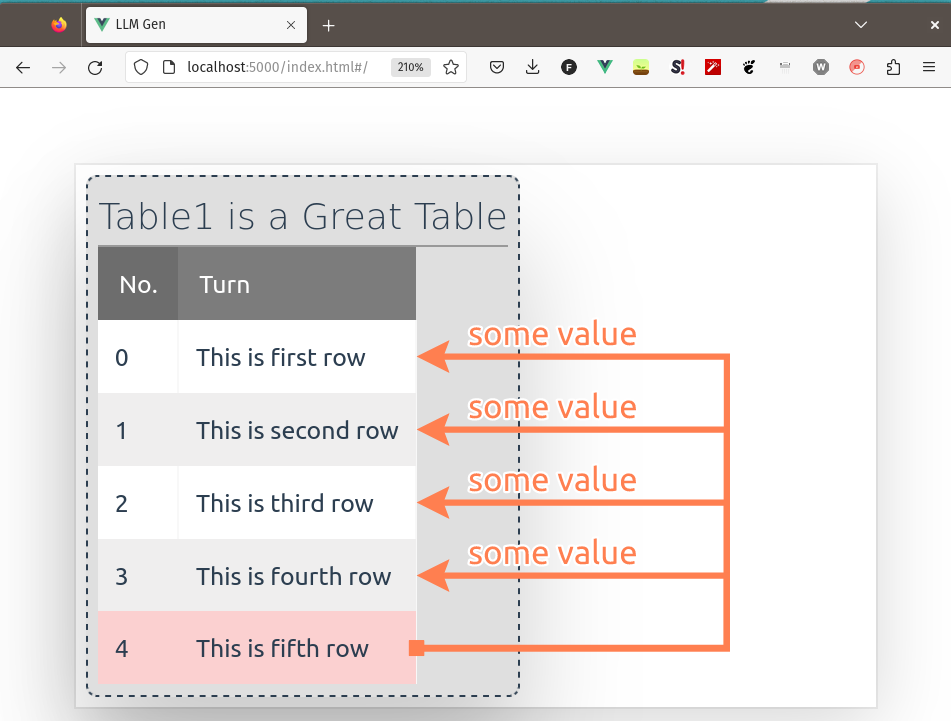 LLM Gen
localhost:5000/index.html#/ 210%
F S! W
Table1 is a Great Table
No. Turn
some value
0 This is first row
some value
1 This is second row
some value
2 This is third row
some value
3 This is fourth row
4 This is fifth row